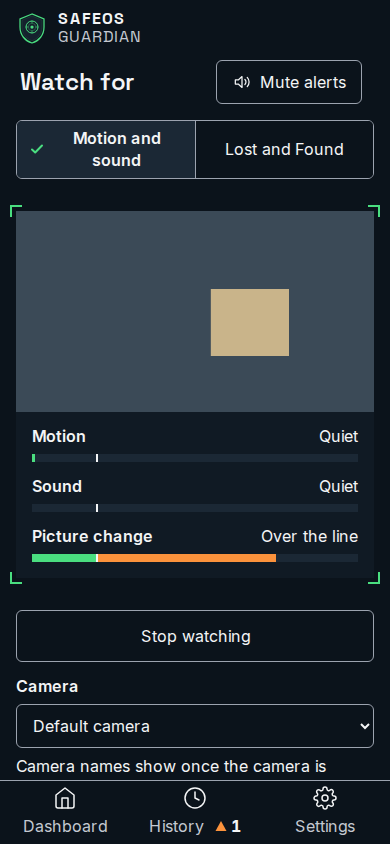 SAFEOS
GUARDIAN
Watch for
Mute alerts
Motion and
sound
Lost and Found
Motion Quiet
Sound Quiet
Picture change Over the line
Stop watching
Camera
Default camera
Camera names show once the camera is
Dashboard History 1 Settings